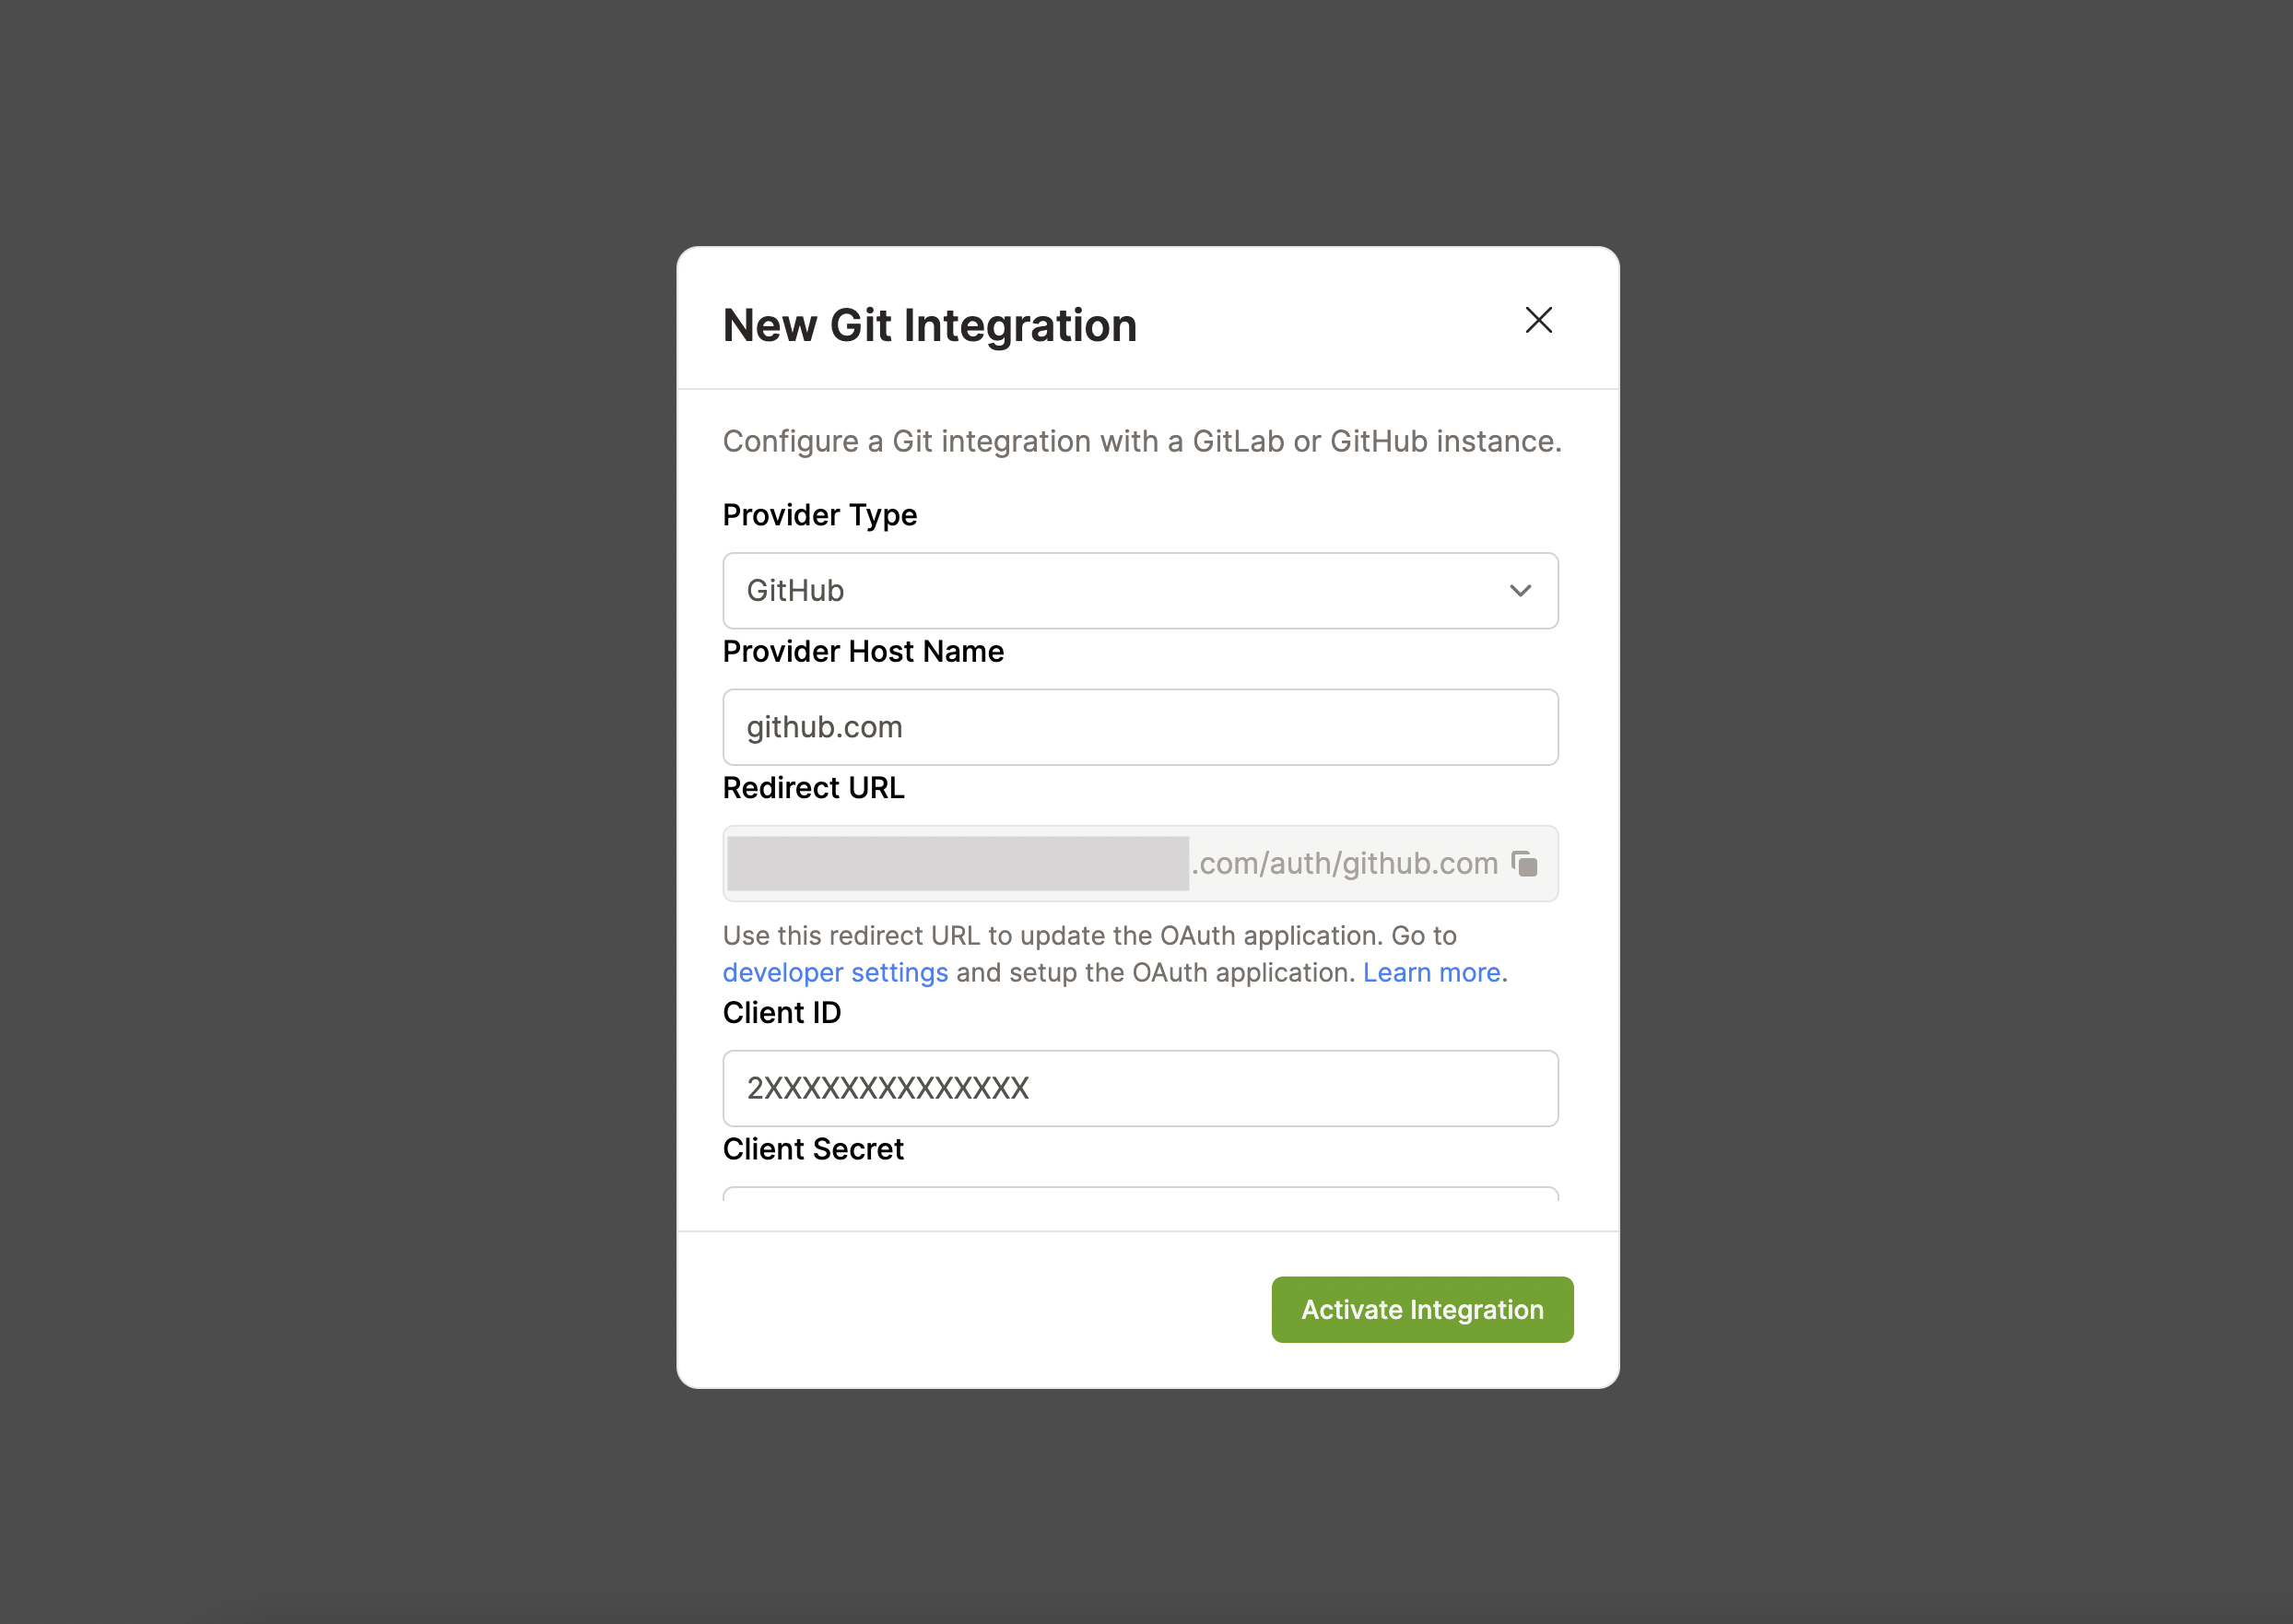 New Git Integration
Configure a Git integration with a GitLab or GitHub instance.
Provider Type
GitHub
Provider Host Name
github.com
Redirect URL
.com/auth/github.com
Use this redirect URL to update the OAuth application. Go to
developer settings and setup the OAuth application. Learn more.
Client ID
2XXXXXXXXXXXXXX
Client Secret
Activate Integration